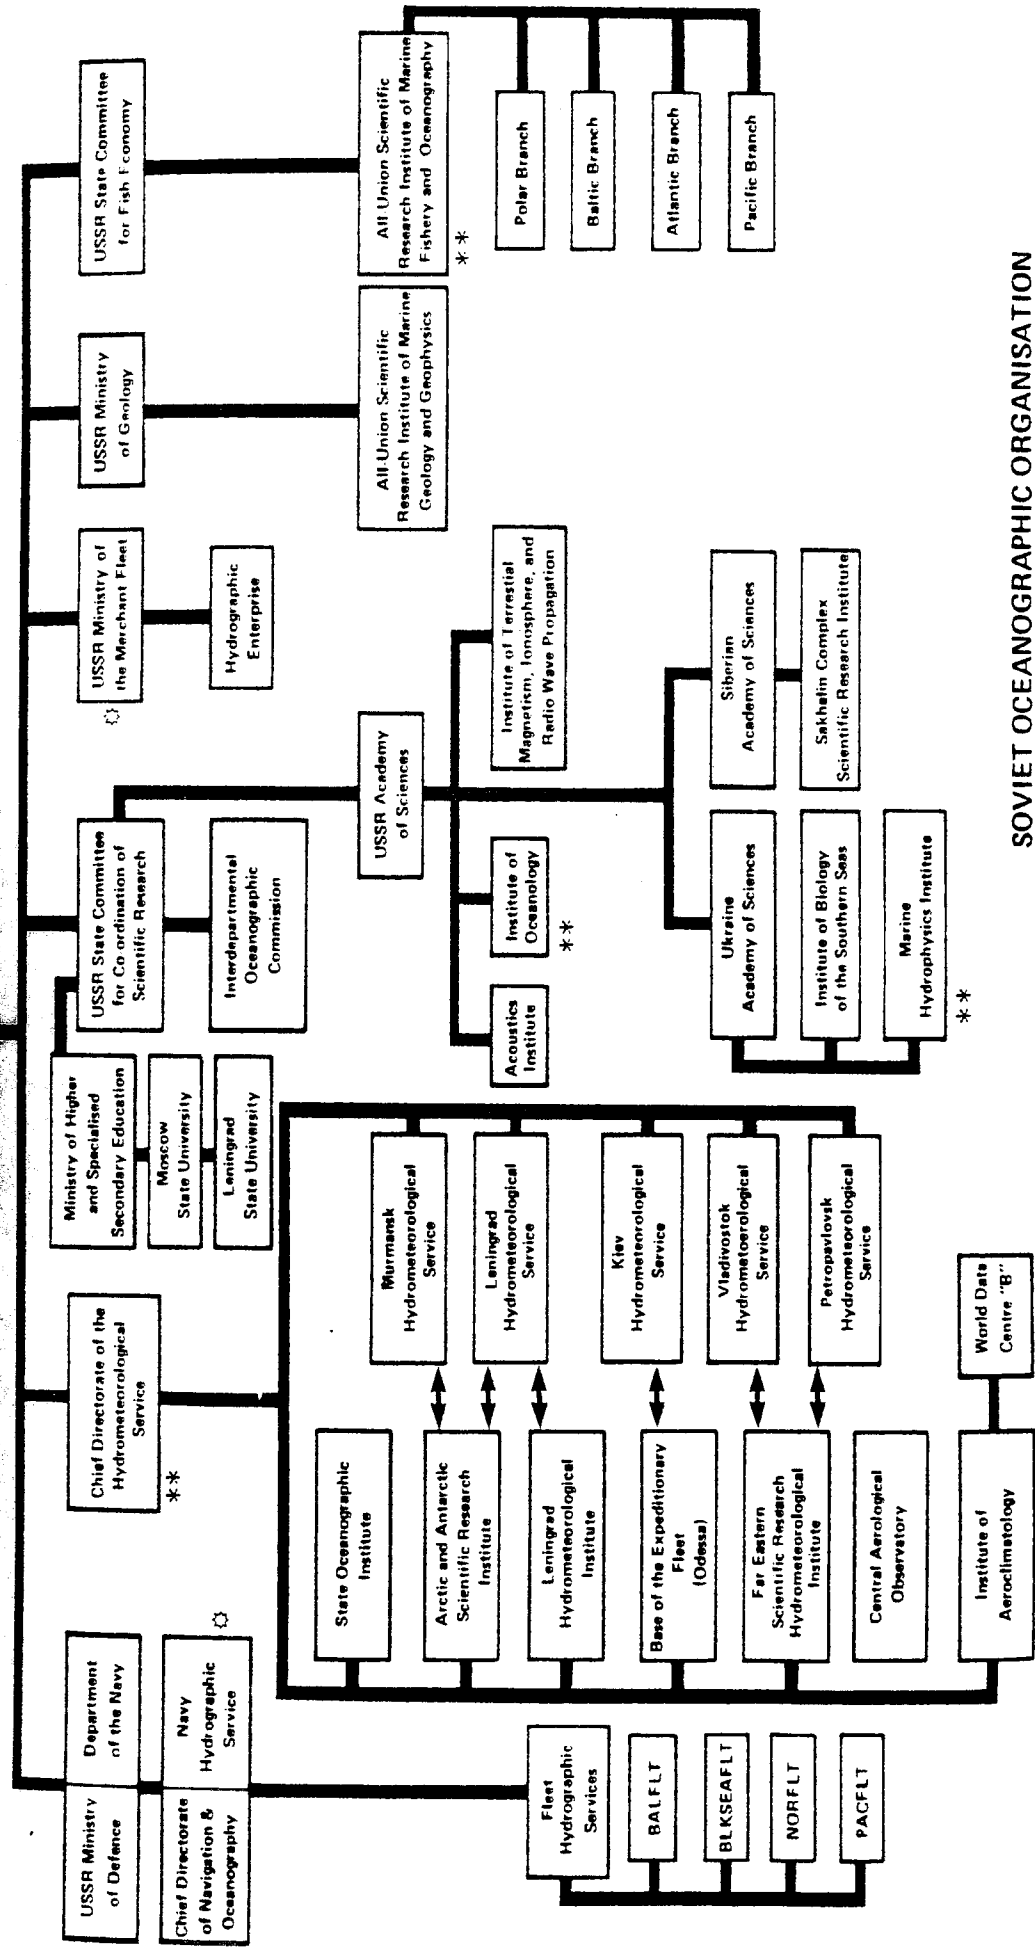 USSR Ministry
of Defence
Department
of the Navy
Chief Directorate
of Navigation &
Oceanography
Navy
Hydrographic
Service
Fleet
Hydrographic
Services
BALFLT
BLKSEAFLT
NORFLT
PACFLT
Chief Directorate of the
Hydrometeorological
Service
**
State Oceanographic
Institute
Arctic and Antarctic
Scientific Research
Institute
Leningrad
Hydrometeorological
Institute
Base of the Expeditionary
Fleet
(Odessa)
Far Eastern
Scientific Research
Hydrometeorological
Institute
Central Aerological
Observatory
Institute of
Aeroclimatology
World Data
Centre "B"
Murmansk
Hydrometeorological
Service
Leningrad
Hydrometeorological
Service
Kiev
Hydrometeorological
Service
Vladivostok
Hydrometoerological
Service
Petropavlovsk
Hydrometeorological
Service
Ministry of Higher
and Specialised
Secondary Education
Moscow
State University
Leningrad
State University
USSR State Committee
for Co-ordination of
Scientific Research
Interdepartmental
Oceanographic
Commission
USSR Academy
of Sciences
Acoustics
Institute
Institute of
Oceanology
**
Institute of Terrestial
Magnetism, Ionosphere, and
Radio Wave Propagation
Ukraine
Academy of Sciences
Institute of Biology
of the Southern Seas
Marine
Hydrophysics Institute
**
Siberian
Academy of Sciences
Sakhalin Complex
Scientific Research Institute
USSR Ministry of
the Merchant Fleet
Hydrographic
Enterprise
USSR Ministry
of Geology
All-Union Scientific
Research Institute of Marine
Geology and Geophysics
USSR State Committee
for Fish Economy
All-Union Scientific
Research Institute of Marine
Fishery and Oceanography
**
Polar Branch
Baltic Branch
Atlantic Branch
Pacific Branch
SOVIET OCEANOGRAPHIC ORGANISATION